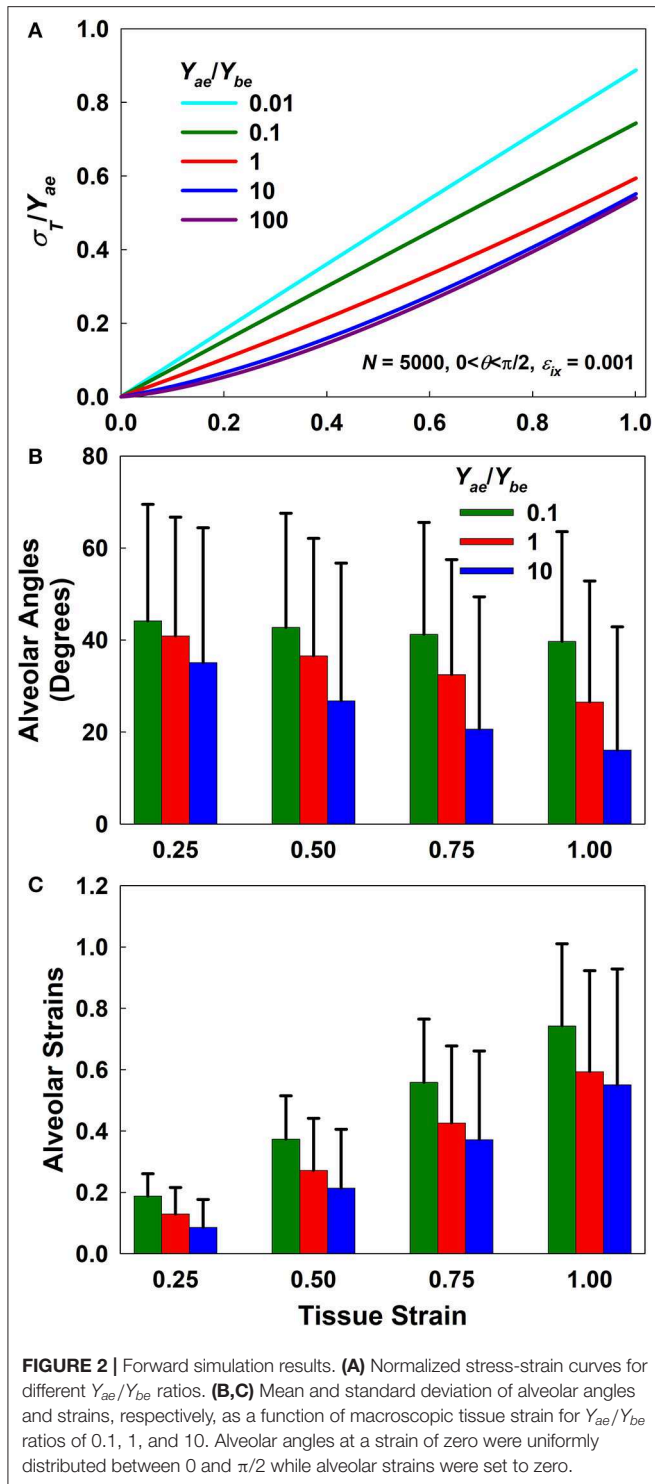 A
1.0
0.8
0.6
0.4
0.2
0.0
σT/Yae
Yae/Ybe
0.01
0.1
1
10
100
N = 5000, 0<θ<π/2, εix = 0.001
0.0 0.2 0.4 0.6 0.8 1.0
B
80
60
40
20
0
Alveolar Angles
(Degrees)
Yae/Ybe
0.1
1
10
0.25 0.50 0.75 1.00
C
1.2
1.0
0.8
0.6
0.4
0.2
0.0
Alveolar Strains
0.25 0.50 0.75 1.00
Tissue Strain
FIGURE 2 | Forward simulation results. (A) Normalized stress-strain curves for
different Yae/Ybe ratios. (B,C) Mean and standard deviation of alveolar angles
and strains, respectively, as a function of macroscopic tissue strain for Yae/Ybe
ratios of 0.1, 1, and 10. Alveolar angles at a strain of zero were uniformly
distributed between 0 and π/2 while alveolar strains were set to zero.